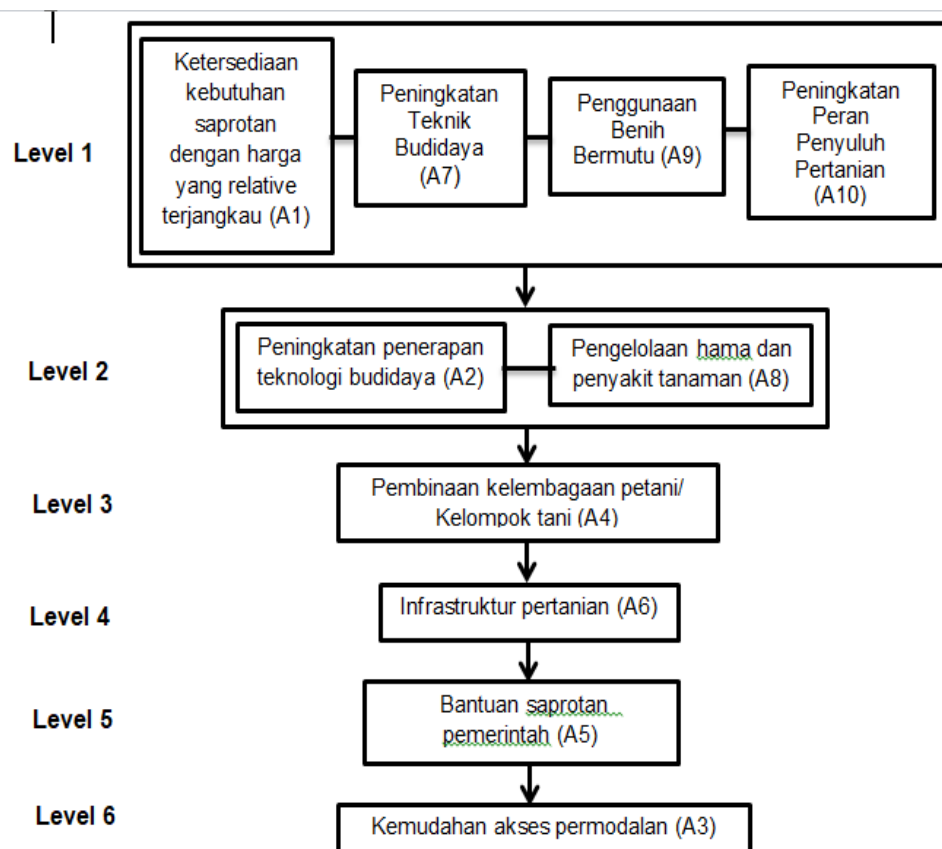 Level 1
Ketersediaan
kebutuhan
saprotan
dengan harga
yang relative
terjangkau (A1)
Peningkatan
Teknik
Budidaya
(A7)
Penggunaan
Benih
Bermutu (A9)
Peningkatan
Peran
Penyuluh
Pertanian
(A10)
Level 2
Peningkatan penerapan
teknologi budidaya (A2)
Pengelolaan hama dan
penyakit tanaman (A8)
Level 3
Pembinaan kelembagaan petani/
Kelompok tani (A4)
Level 4
Infrastruktur pertanian (A6)
Level 5
Bantuan saprotan
pemerintah (A5)
Level 6
Kemudahan akses permodalan (A3)